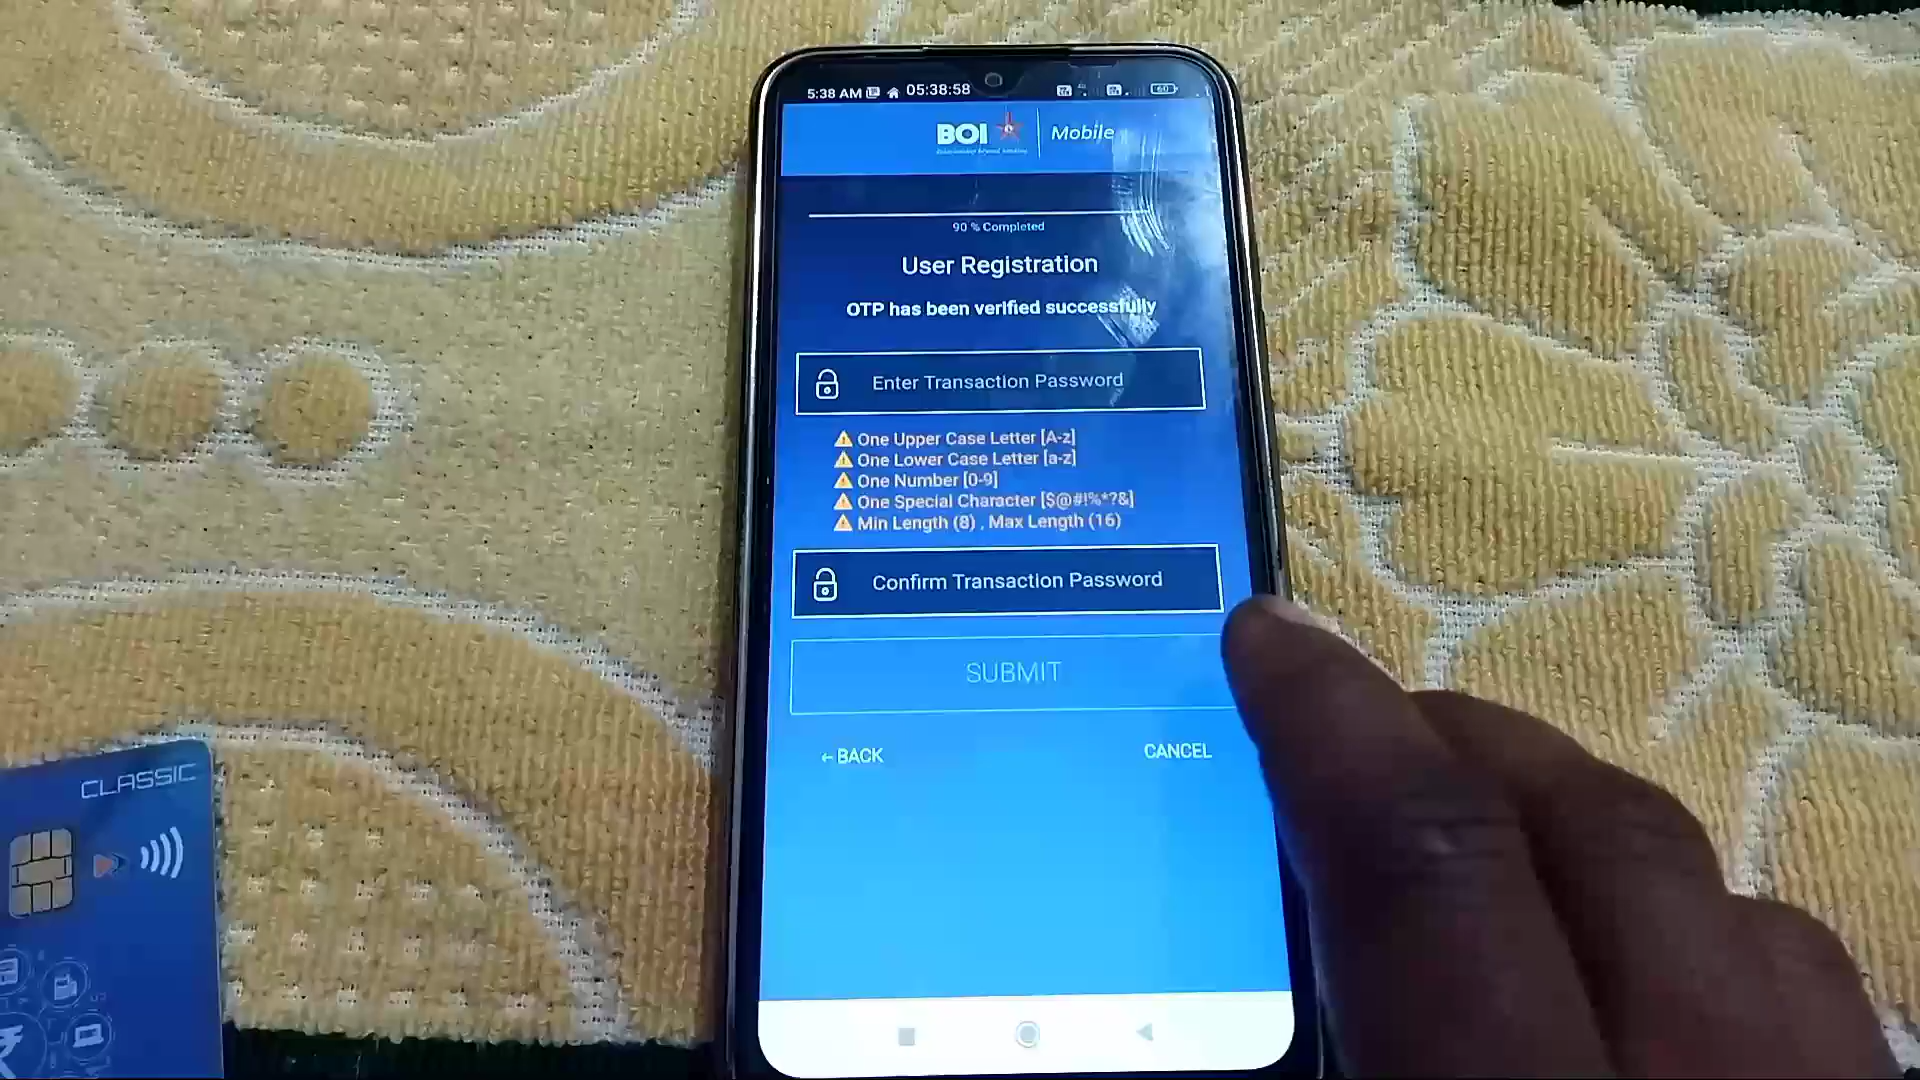 5:38 AM 05:38:58
60
BOI Mobile
90 % Completed
User Registration
OTP has been verified successfully
Enter Transaction Password
One Upper Case Letter [A-z]
One Lower Case Letter [a-z]
One Number [0-9]
One Special Character [$@#!%*?&]
Min Length (8) , Max Length (16)
Confirm Transaction Password
SUBMIT
←BACK
CANCEL
CLASSIC
₹